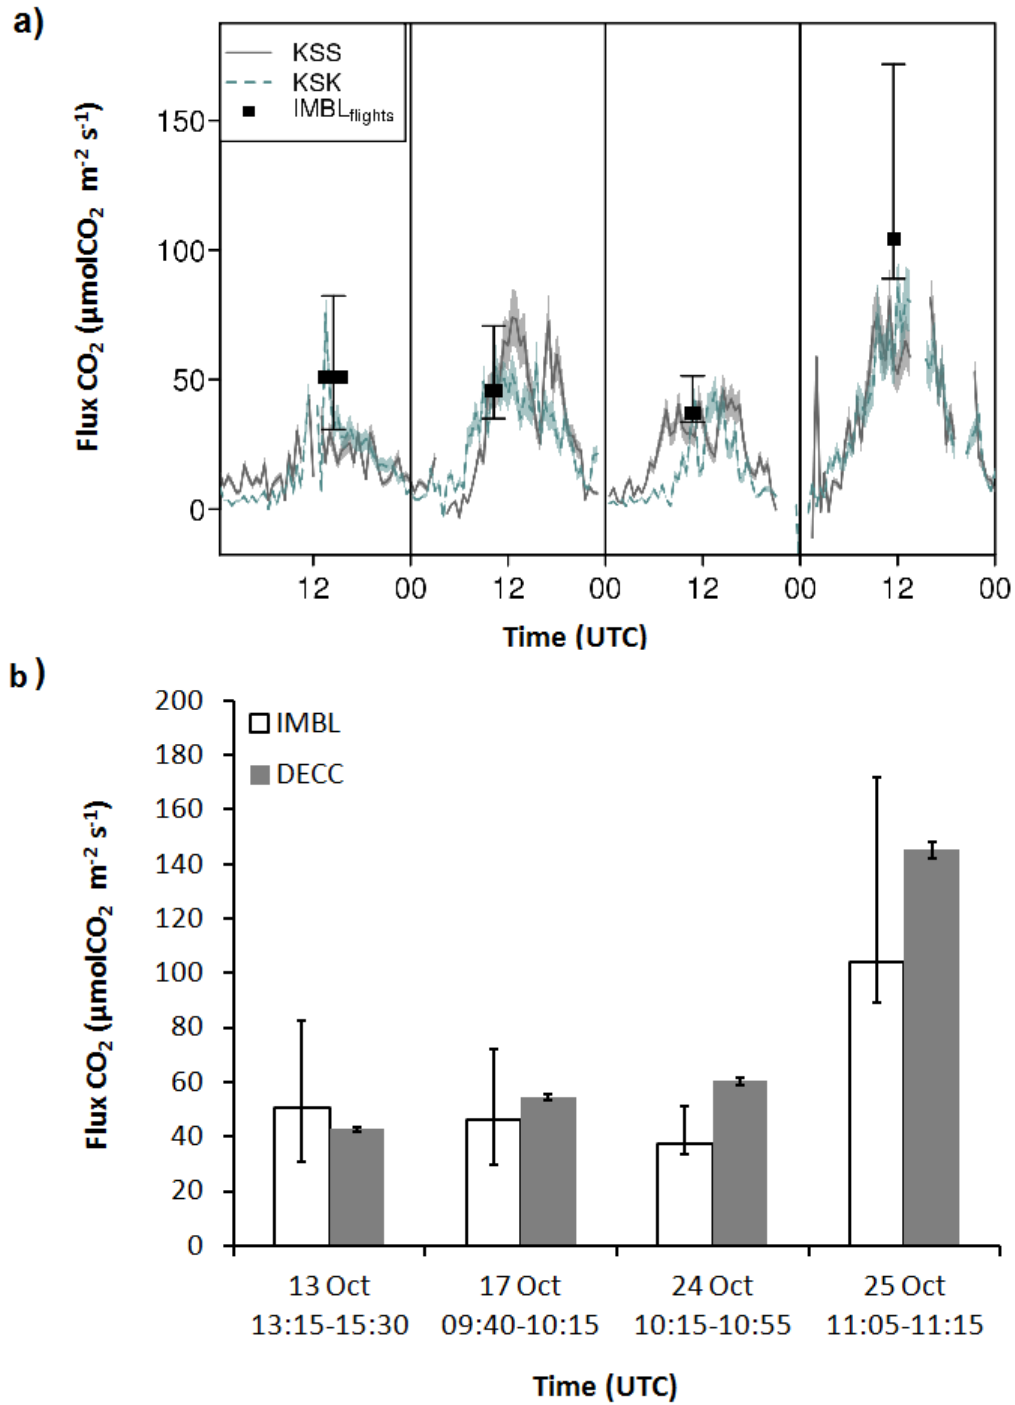 a)
KSS
KSK
IMBLflights
Flux CO₂ (µmolCO₂ m⁻² s⁻¹)
150
100
50
0
12 00 12 00 12 00 12 00
Time (UTC)
b)
IMBL
DECC
Flux CO₂ (µmolCO₂ m⁻² s⁻¹)
200
180
160
140
120
100
80
60
40
20
0
13 Oct 17 Oct 24 Oct 25 Oct
13:15-15:30 09:40-10:15 10:15-10:55 11:05-11:15
Time (UTC)